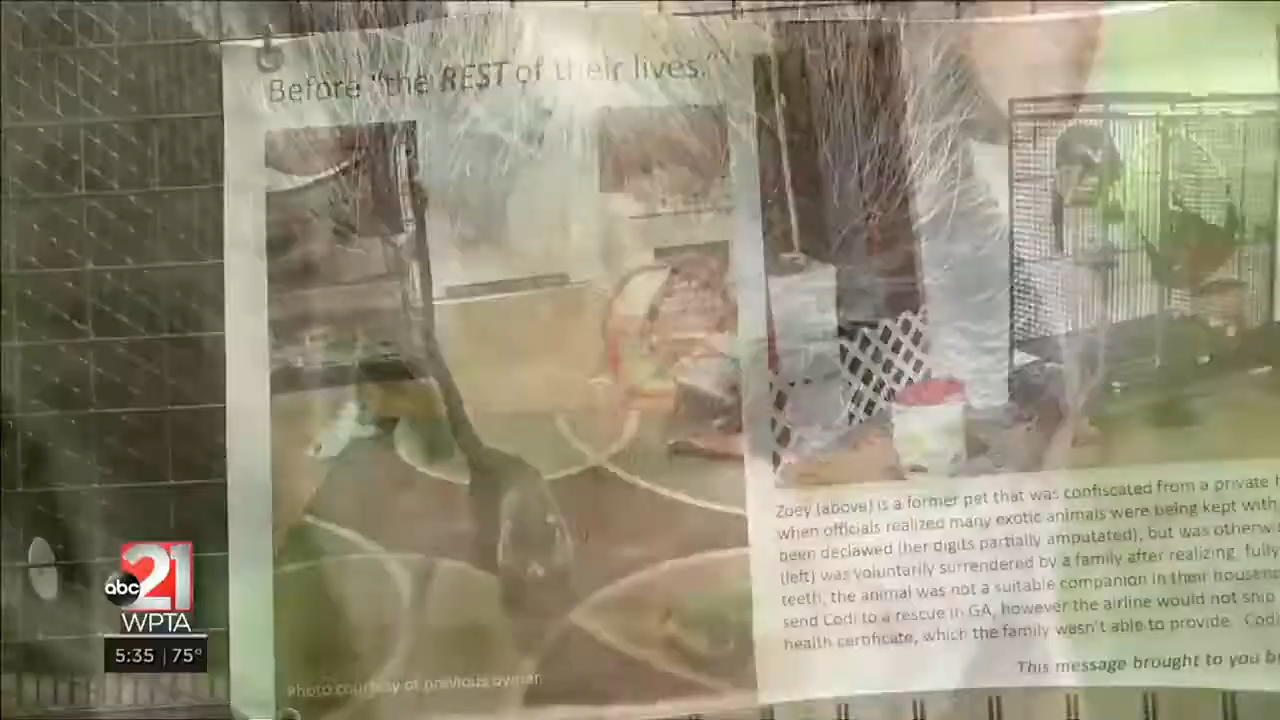 Before "the REST of their lives."
Zoey (above) is a former pet that was confiscated from a private
when officials realized many exotic animals were being kept with
been declawed (her digits partially amputated), but was otherw
(left) was voluntarily surrendered by a family after realizing, fully
teeth, the animal was not a suitable companion in their househ
send Codi to a rescue in GA, however the airline would not ship
health certificate, which the family wasn't able to provide. Codi
This message brought to you b
Photo courtesy of previous owner
abc 21
WPTA
5:35 | 75°